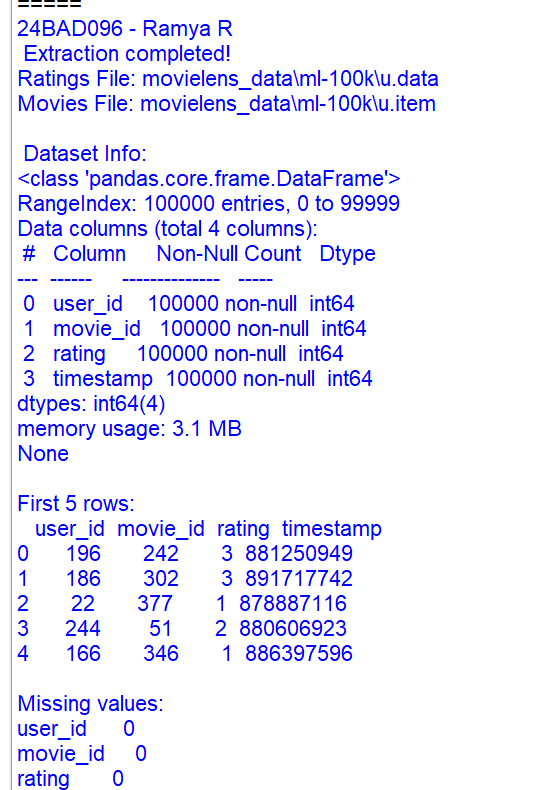 =====
24BAD096 - Ramya R
Extraction completed!
Ratings File: movielens_data\ml-100k\u.data
Movies File: movielens_data\ml-100k\u.item
Dataset Info:
<class 'pandas.core.frame.DataFrame'>
RangeIndex: 100000 entries, 0 to 99999
Data columns (total 4 columns):
#   Column     Non-Null Count   Dtype
---  ------     --------------   -----
0   user_id    100000 non-null  int64
1   movie_id   100000 non-null  int64
2   rating     100000 non-null  int64
3   timestamp  100000 non-null  int64
dtypes: int64(4)
memory usage: 3.1 MB
None
First 5 rows:
user_id  movie_id  rating  timestamp
0      196       242       3  881250949
1      186       302       3  891717742
2       22       377       1  878887116
3      244        51       2  880606923
4      166       346       1  886397596
Missing values:
user_id      0
movie_id     0
rating       0